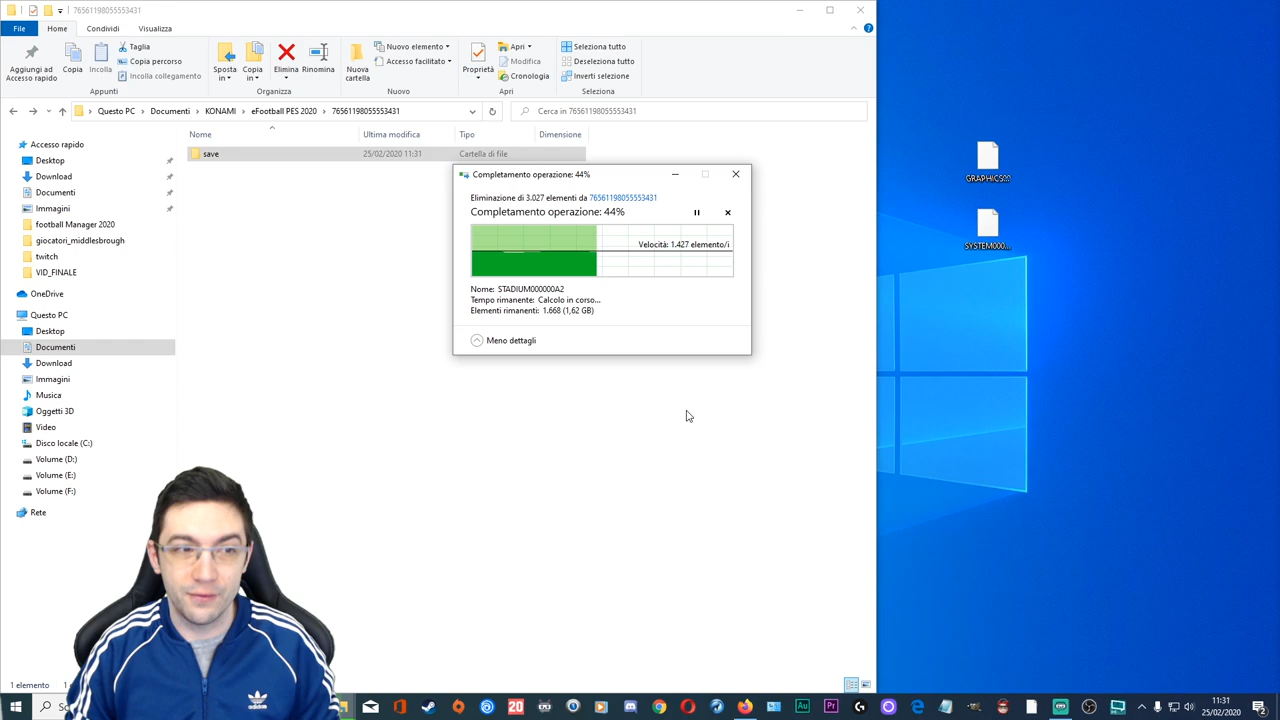 76561198055553431
File
Home
Condividi
Visualizza
Aggiungi ad Accesso rapido
Copia
Incolla
Taglia
Copia percorso
Incolla collegamento
Appunti
Sposta in
Copia in
Elimina
Rinomina
Organizza
Nuova cartella
Nuovo elemento
Accesso facilitato
Nuovo
Proprietà
Apri
Modifica
Cronologia
Apri
Seleziona tutto
Deseleziona tutto
Inverti selezione
Seleziona
Questo PC > Documenti > KONAMI > eFootball PES 2020 > 76561198055553431
Cerca in 76561198055553431
Nome
Ultima modifica
Tipo
Dimensione
save
25/02/2020 11:31
Cartella di file
Accesso rapido
Desktop
Download
Documenti
Immagini
football Manager 2020
giocatori_middlesbrough
twitch
VID_FINALE
OneDrive
Questo PC
Desktop
Documenti
Download
Immagini
Musica
Oggetti 3D
Video
Disco locale (C:)
Volume (D:)
Volume (E:)
Volume (F:)
Rete
Completamento operazione: 44%
Eliminazione di 3.027 elementi da 76561198055553431
Completamento operazione: 44%
Velocità: 1.427 elemento/i
Nome: STADIUM000000A2
Tempo rimanente: Calcolo in corso...
Elementi rimanenti: 1.668 (1,62 GB)
Meno dettagli
GRAPHICS...
SYSTEM000...
1 elemento
20
Au
Pr
11:31
25/02/2020
2